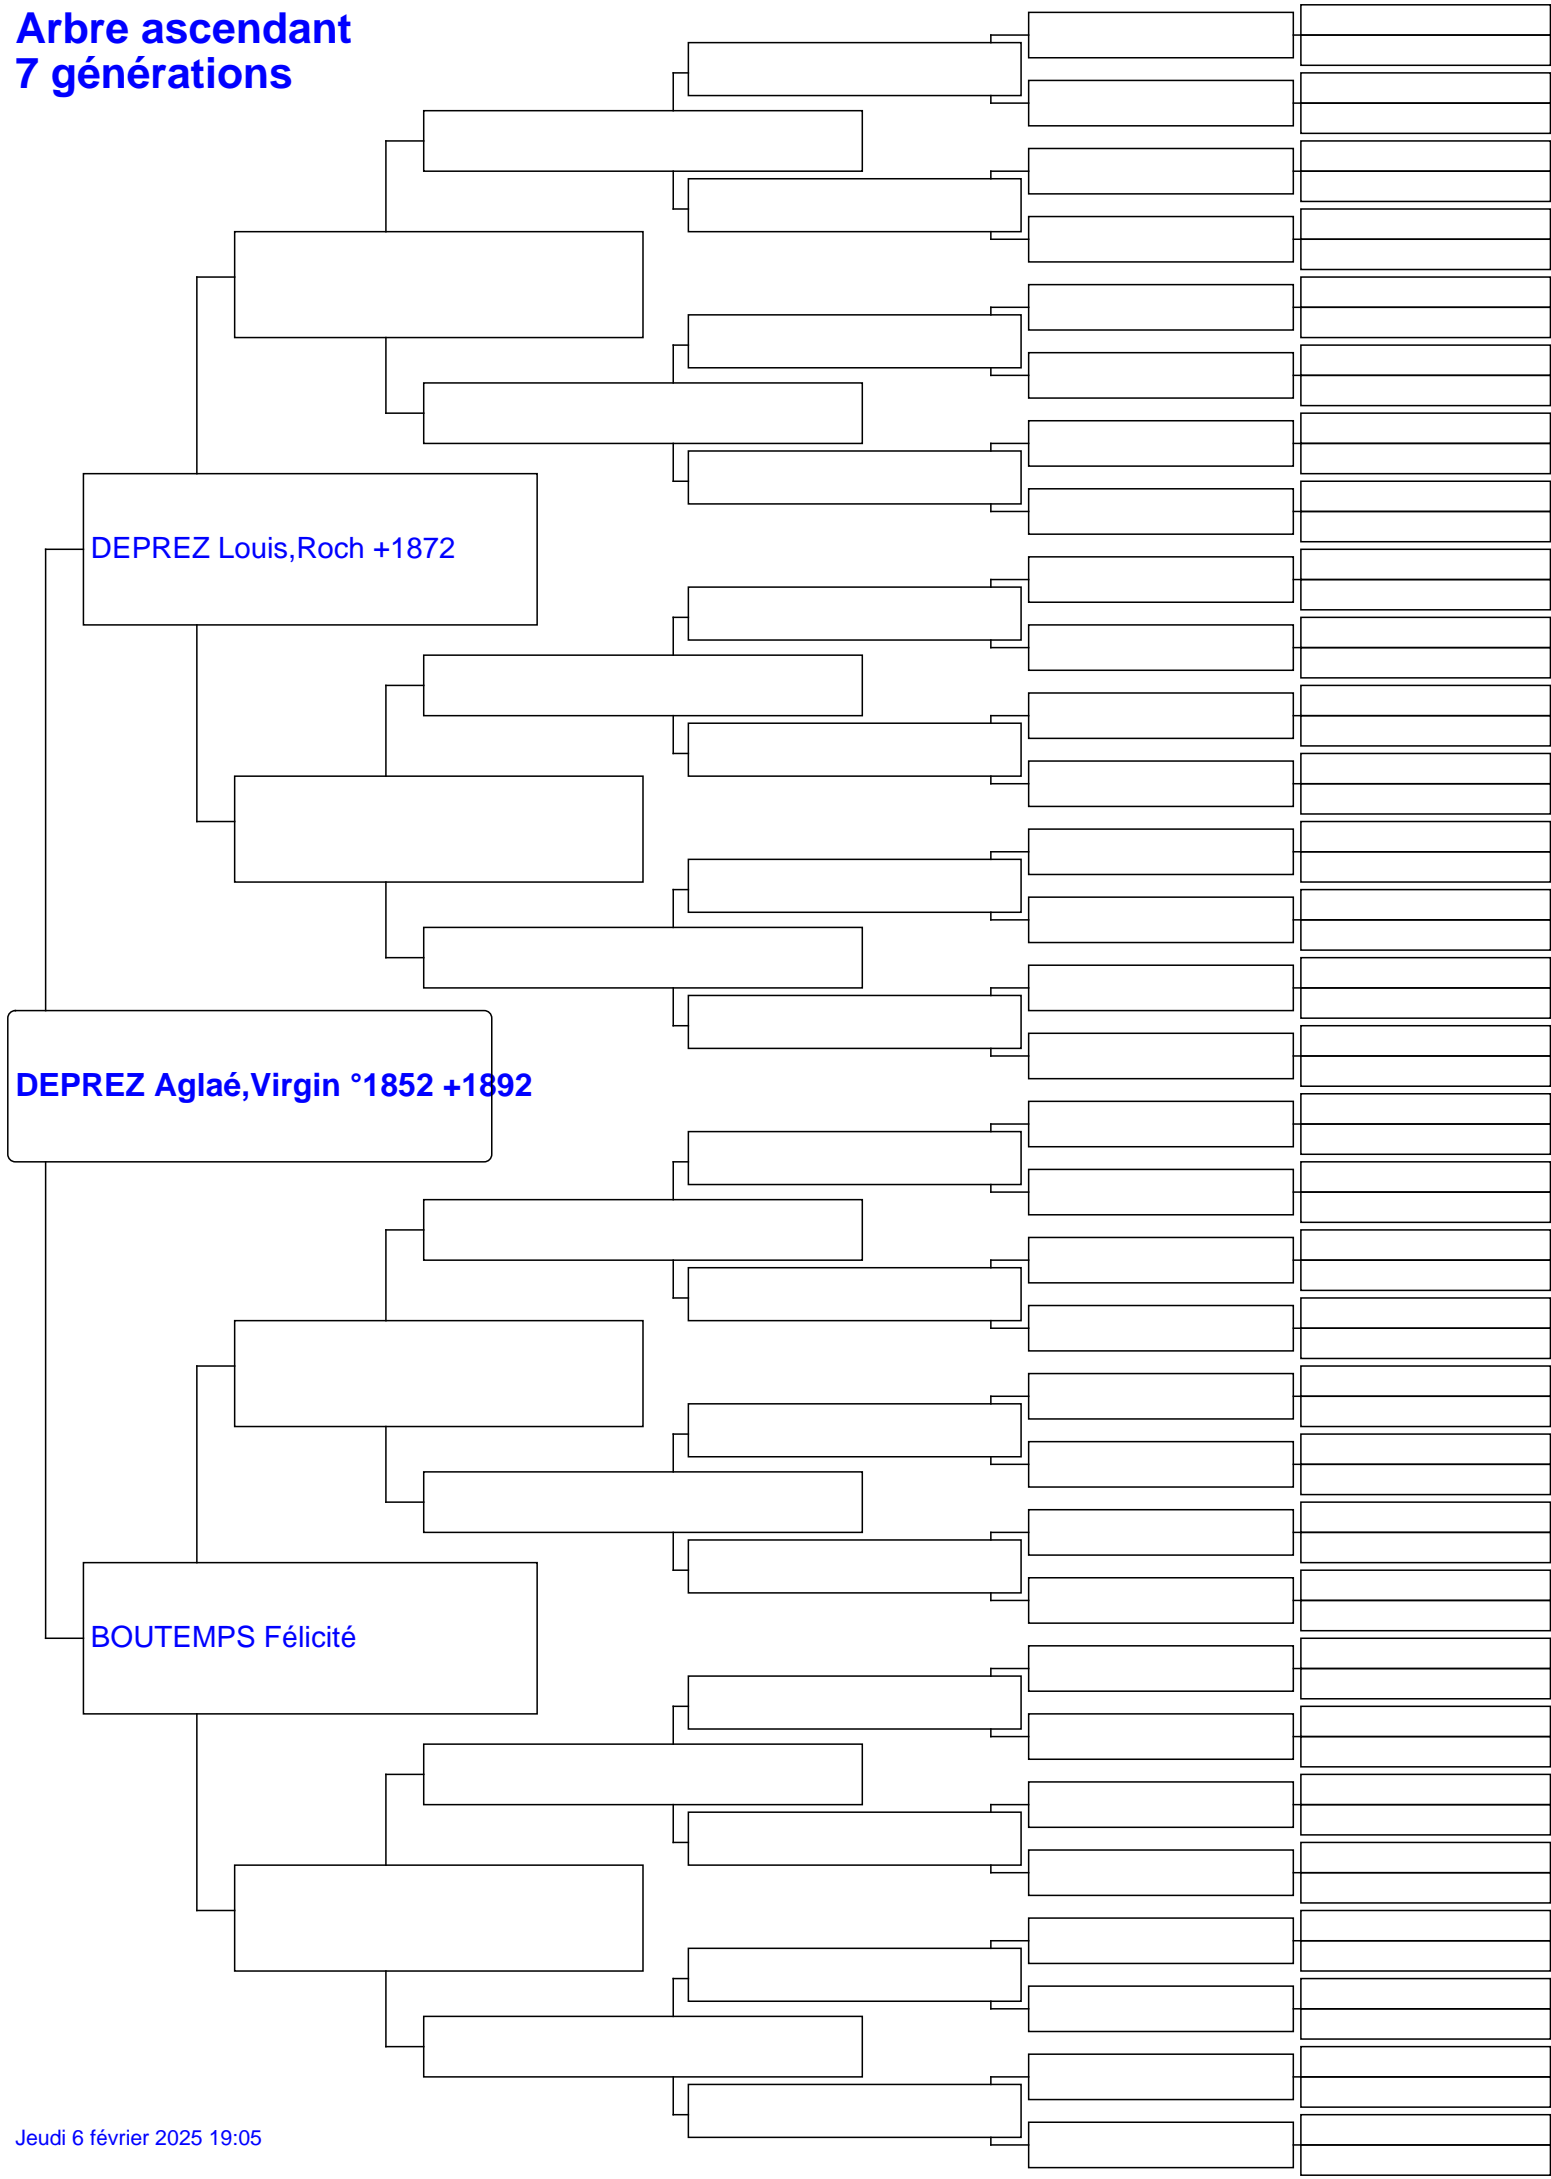 Arbre ascendant
7 générations
DEPREZ Louis,Roch +1872
DEPREZ Aglaé,Virgin °1852 +1892
BOUTEMPS Félicité
Jeudi 6 février 2025 19:05